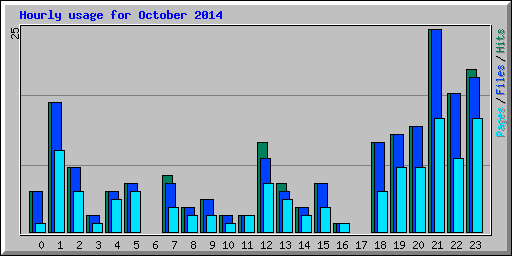 Hourly usage for October 2014
25
Pages/Files/Hits
0 1 2 3 4 5 6 7 8 9 10 11 12 13 14 15 16 17 18 19 20 21 22 23